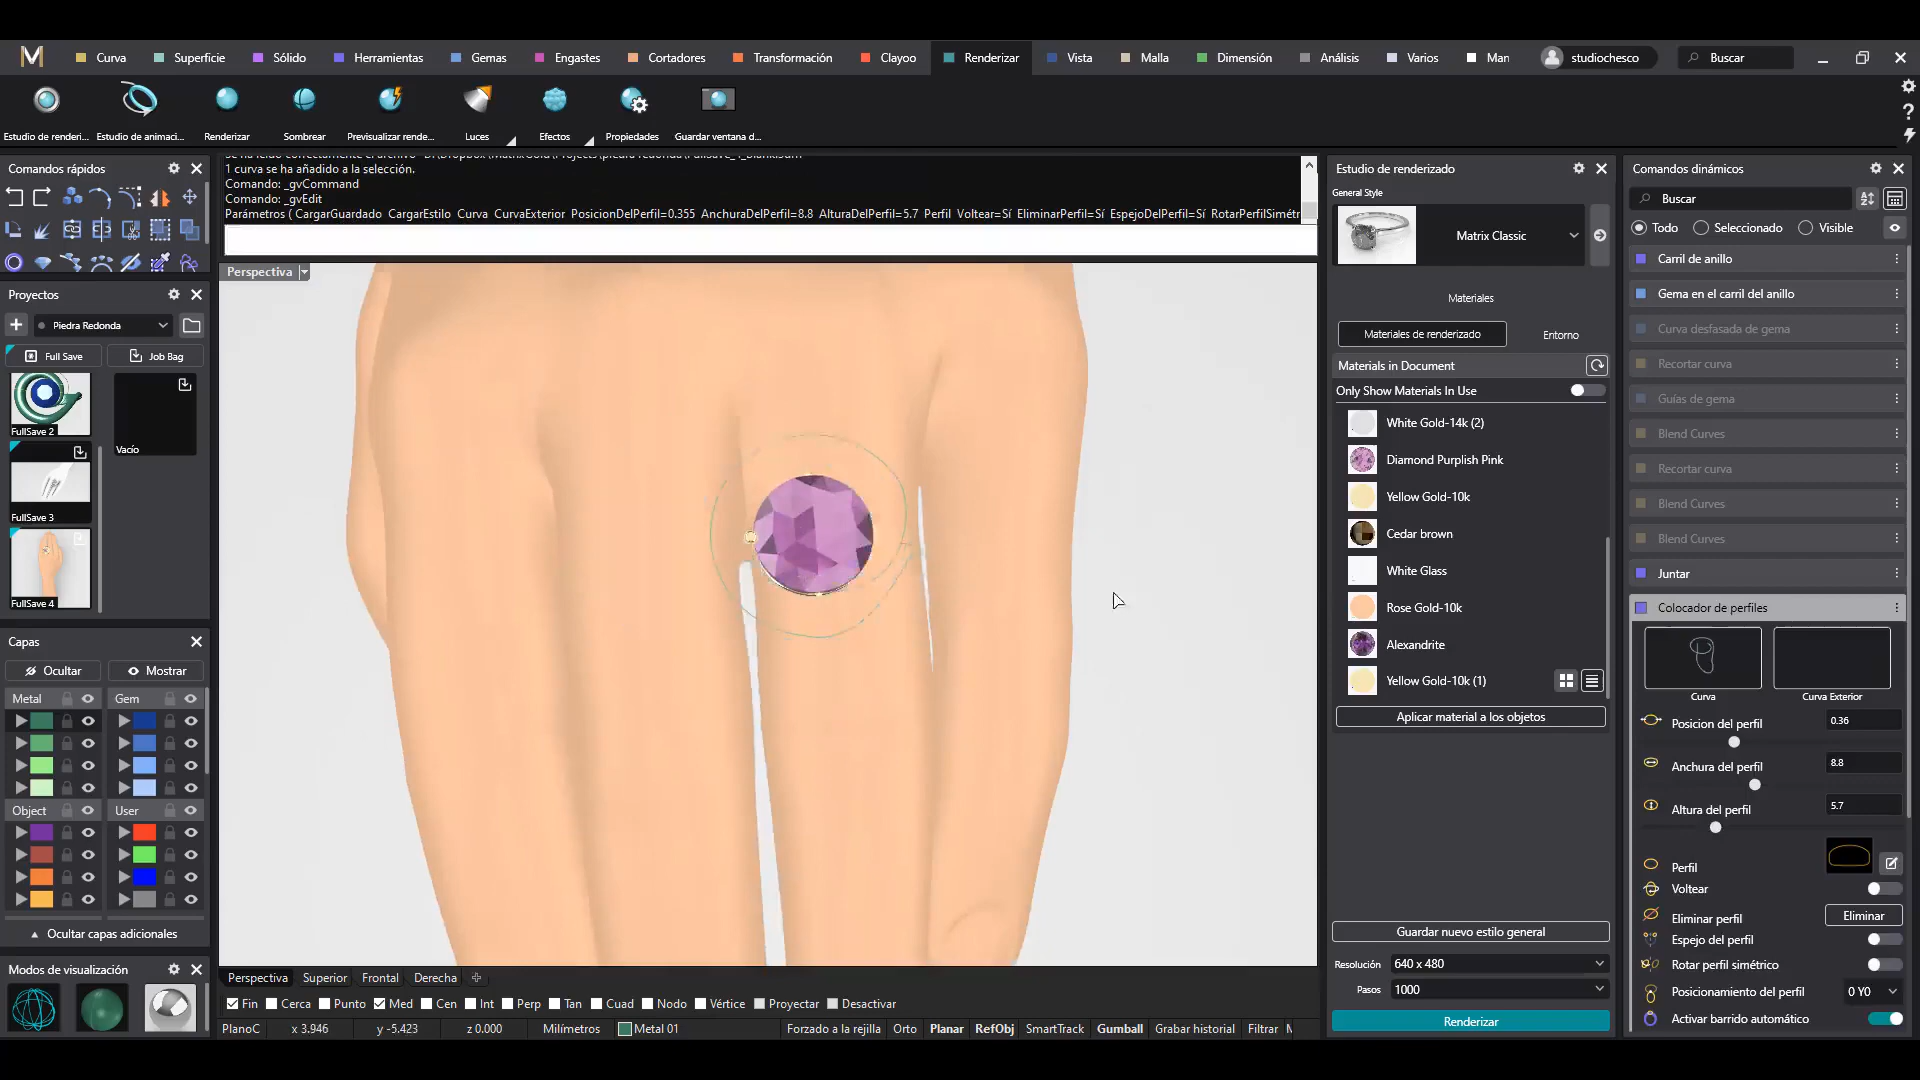 Curva
Superficie
Sólido
Herramientas
Gemas
Engastes
Cortadores
Transformación
Clayoo
Renderizar
Vista
Malla
Dimensión
Análisis
Varios
Man
studiochesco
Buscar
Estudio de renderi...
Estudio de animaci...
Renderizar
Sombrear
Previsualizar rende...
Luces
Efectos
Propiedades
Guardar ventana d...
Comandos rápidos
1 curva se ha añadido a la selección.
Comando: _gvCommand
Comando: _gvEdit
Parámetros ( CargarGuardado CargarEstilo Curva CurvaExterior PosicionDelPerfil=0.355 AnchuraDelPerfil=8.8 AlturaDelPerfil=5.7 Perfil Voltear=Sí EliminarPerfil=Sí EspejoDelPerfil=Sí RotarPerfilSimétr
Perspectiva
Proyectos
Piedra Redonda
Full Save
Job Bag
FullSave 2
Vacío
FullSave 3
FullSave 4
Capas
Ocultar
Mostrar
Metal
Gem
Object
User
Ocultar capas adicionales
Modos de visualización
Perspectiva
Superior
Frontal
Derecha
Fin
Cerca
Punto
Med
Cen
Int
Perp
Tan
Cuad
Nodo
Vértice
Proyectar
Desactivar
PlanoC
x 3.946
y -5.423
z 0.000
Milímetros
Metal 01
Forzado a la rejilla
Orto
Planar
RefObj
SmartTrack
Gumball
Grabar historial
Filtrar
Estudio de renderizado
General Style
Matrix Classic
Materiales
Materiales de renderizado
Entorno
Materials in Document
Only Show Materials In Use
White Gold-14k (2)
Diamond Purplish Pink
Yellow Gold-10k
Cedar brown
White Glass
Rose Gold-10k
Alexandrite
Yellow Gold-10k (1)
Aplicar material a los objetos
Guardar nuevo estilo general
Resolución
640 x 480
Pasos
1000
Renderizar
Comandos dinámicos
Buscar
Todo
Seleccionado
Visible
Carril de anillo
Gema en el carril del anillo
Curva desfasada de gema
Recortar curva
Guías de gema
Blend Curves
Recortar curva
Blend Curves
Blend Curves
Juntar
Colocador de perfiles
Curva
Curva Exterior
Posicion del perfil
0.36
Anchura del perfil
8.8
Altura del perfil
5.7
Perfil
Voltear
Eliminar perfil
Eliminar
Espejo del perfil
Rotar perfil simétrico
Posicionamiento del perfil
0 Y0
Activar barrido automático